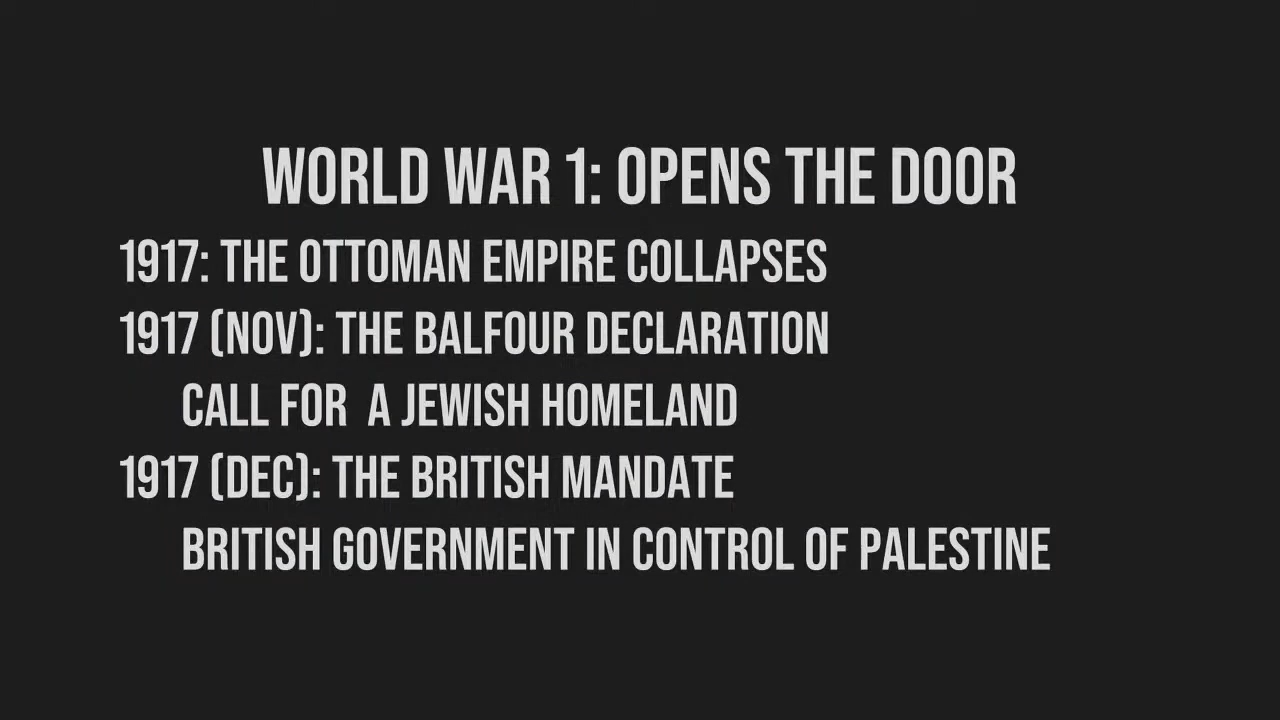 WORLD WAR 1: OPENS THE DOOR
1917: THE OTTOMAN EMPIRE COLLAPSES
1917 (NOV): THE BALFOUR DECLARATION
CALL FOR A JEWISH HOMELAND
1917 (DEC): THE BRITISH MANDATE
BRITISH GOVERNMENT IN CONTROL OF PALESTINE